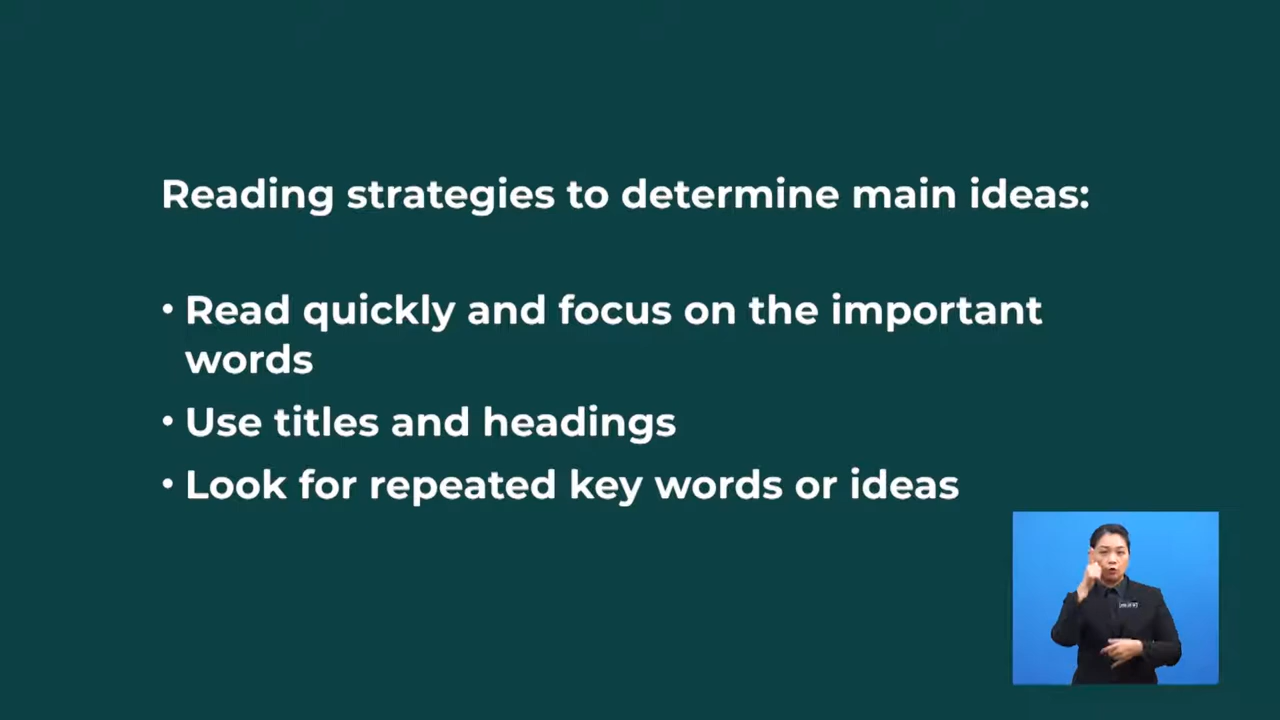 Reading strategies to determine main ideas:
• Read quickly and focus on the important
words
• Use titles and headings
• Look for repeated key words or ideas